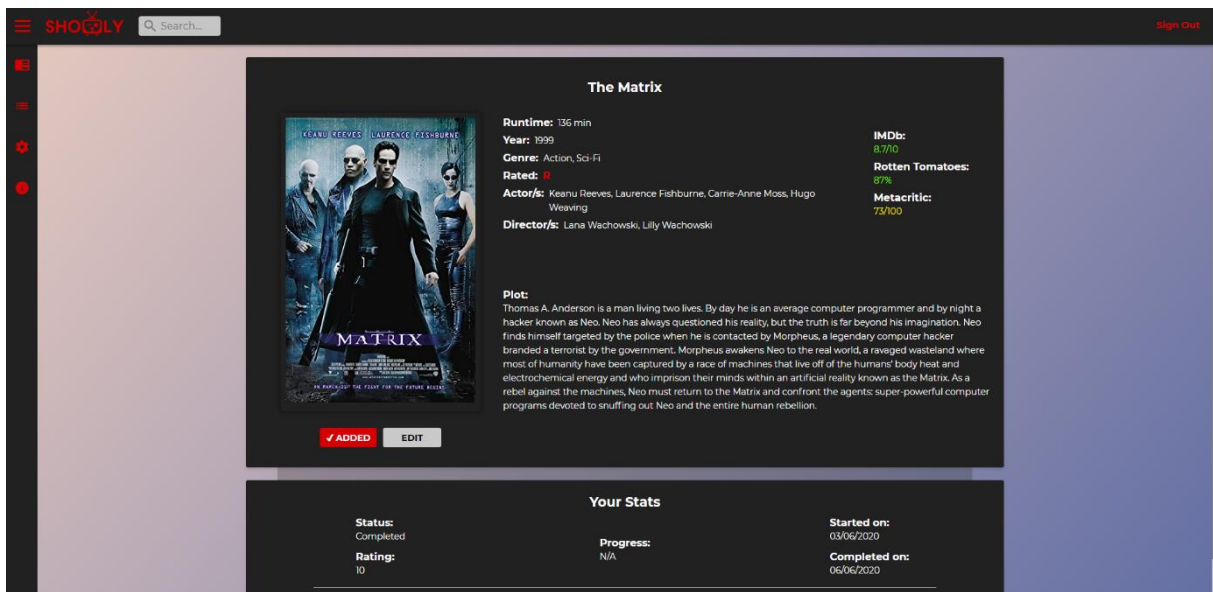 SHOWLY
Search...
Sign Out
The Matrix
KEANU REEVES LAURENCE FISHBURNE
MATRIX
ON MARCH 31ST THE FIGHT FOR THE FUTURE BEGINS
✓ ADDED
EDIT
Runtime: 136 min
Year: 1999
Genre: Action, Sci-Fi
Rated: R
Actor/s: Keanu Reeves, Laurence Fishburne, Carrie-Anne Moss, Hugo
Weaving
Director/s: Lana Wachowski, Lilly Wachowski
IMDb:
8.7/10
Rotten Tomatoes:
87%
Metacritic:
73/100
Plot:
Thomas A. Anderson is a man living two lives. By day he is an average computer programmer and by night a
hacker known as Neo. Neo has always questioned his reality, but the truth is far beyond his imagination. Neo
finds himself targeted by the police when he is contacted by Morpheus, a legendary computer hacker
branded a terrorist by the government. Morpheus awakens Neo to the real world, a ravaged wasteland where
most of humanity have been captured by a race of machines that live off of the humans' body heat and
electrochemical energy and who imprison their minds within an artificial reality known as the Matrix. As a
rebel against the machines, Neo must return to the Matrix and confront the agents: super-powerful computer
programs devoted to snuffing out Neo and the entire human rebellion.
Your Stats
Status:
Completed
Rating:
10
Progress:
N/A
Started on:
03/06/2020
Completed on:
06/06/2020